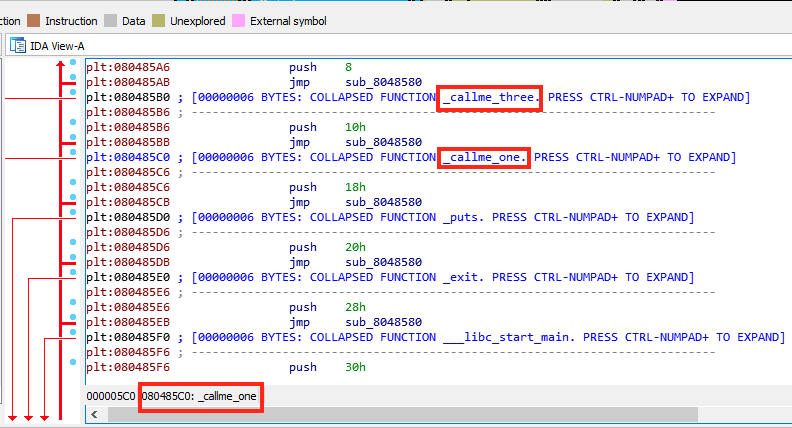 ction Instruction Data Unexplored External symbol
IDA View-A
plt:080485A6 push 8
plt:080485AB jmp sub_8048580
plt:080485B0 ; [00000006 BYTES: COLLAPSED FUNCTION _callme_three. PRESS CTRL-NUMPAD+ TO EXPAND]
plt:080485B6 ; ---------------------------------------------------------------------------
plt:080485B6 push 10h
plt:080485BB jmp sub_8048580
plt:080485C0 ; [00000006 BYTES: COLLAPSED FUNCTION _callme_one. PRESS CTRL-NUMPAD+ TO EXPAND]
plt:080485C6 ; ---------------------------------------------------------------------------
plt:080485C6 push 18h
plt:080485CB jmp sub_8048580
plt:080485D0 ; [00000006 BYTES: COLLAPSED FUNCTION _puts. PRESS CTRL-NUMPAD+ TO EXPAND]
plt:080485D6 ; ---------------------------------------------------------------------------
plt:080485D6 push 20h
plt:080485DB jmp sub_8048580
plt:080485E0 ; [00000006 BYTES: COLLAPSED FUNCTION _exit. PRESS CTRL-NUMPAD+ TO EXPAND]
plt:080485E6 ; ---------------------------------------------------------------------------
plt:080485E6 push 28h
plt:080485EB jmp sub_8048580
plt:080485F0 ; [00000006 BYTES: COLLAPSED FUNCTION ___libc_start_main. PRESS CTRL-NUMPAD+ TO EXPAND]
plt:080485F6 ; ---------------------------------------------------------------------------
plt:080485F6 push 30h
000005C0 080485C0: _callme_one